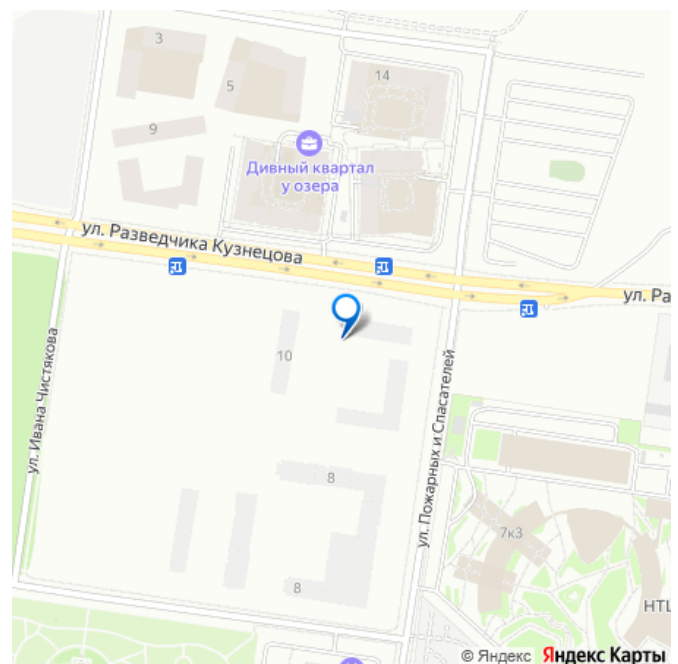 3
5
14
9
Дивный квартал
у озера
ул. Разведчика Кузнецова
ул. Ра
10
ул. Ивана Чистякова
ул. Пожарных и Спасателей
8
7к3
8
НТЦ
© Яндекс Яндекс Карты